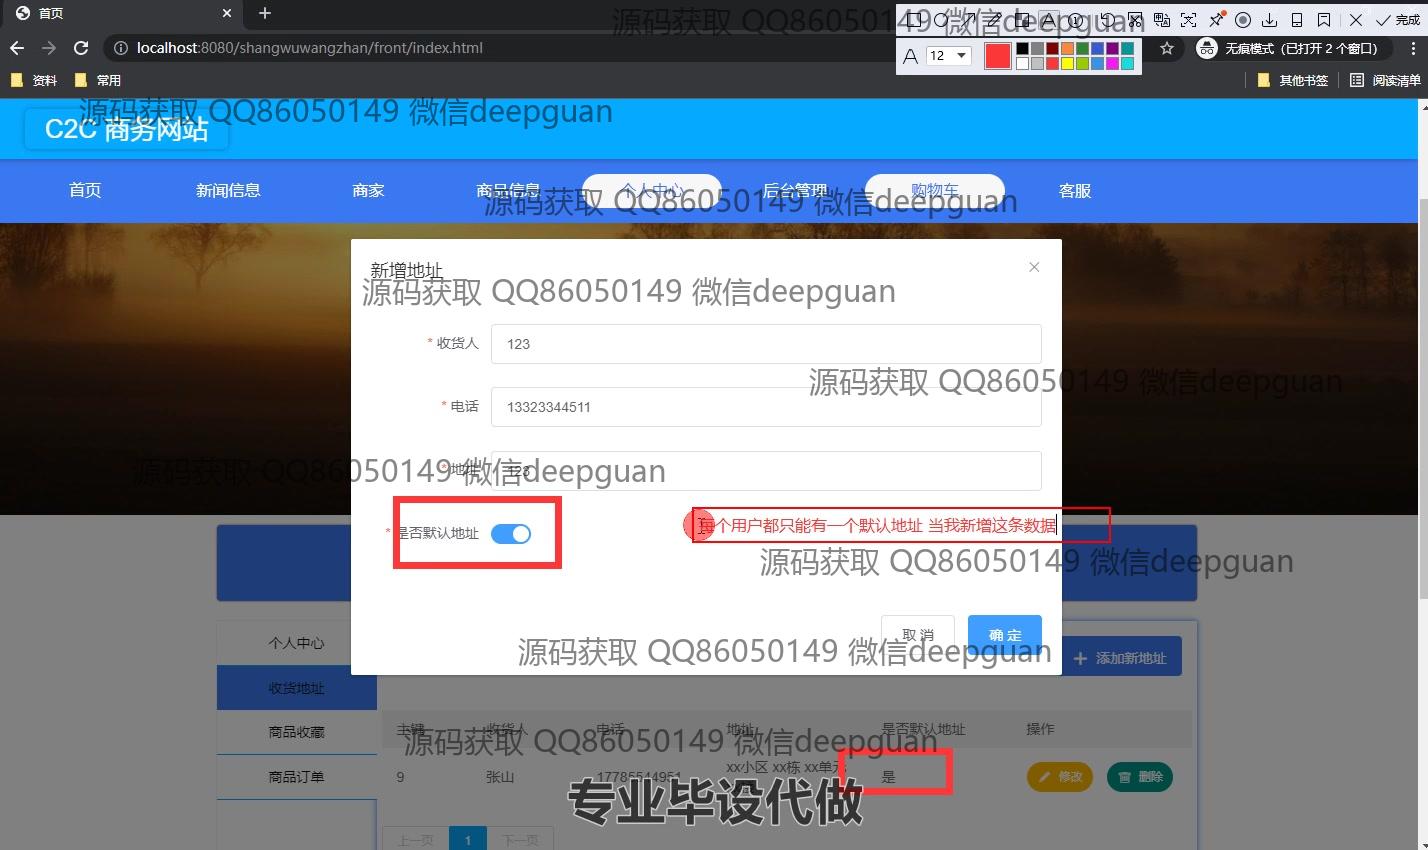 首页
12
完成
localhost:8080/shangwuwangzhan/front/index.html
无痕模式（已打开 2 个窗口）
资料
常用
其他书签
阅读清单
源码获取 QQ86050149 微信deepguan
源码获取 QQ86050149 微信deepguan
C2C 商务网站
首页
新闻信息
商家
商品信息
个人中心
后台管理
购物车
客服
源码获取 QQ86050149 微信deepguan
新增地址
源码获取 QQ86050149 微信deepguan
* 收货人
123
源码获取 QQ86050149 微信deepguan
* 电话
13323344511
* 地址
123
源码获取 QQ86050149 微信deepguan
* 是否默认地址
每个用户都只能有一个默认地址 当我新增这条数据
源码获取 QQ86050149 微信deepguan
取 消
确 定
源码获取 QQ86050149 微信deepguan
个人中心
添加新地址
收货地址
商品收藏
主键
收货人
电话
地址
是否默认地址
操作
源码获取 QQ86050149 微信deepguan
商品订单
9
张山
17785544951
xx小区 xx栋 xx单元
是
修改
删除
专业毕设代做
上一页
1
下一页